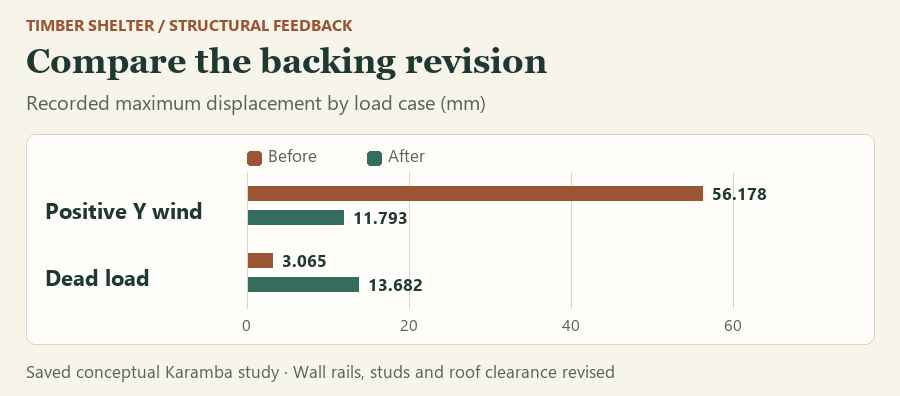 TIMBER SHELTER / STRUCTURAL FEEDBACK
Compare the backing revision
Recorded maximum displacement by load case (mm)
Before After
Positive Y wind
56.178
11.793
Dead load
3.065
13.682
0 20 40 60
Saved conceptual Karamba study · Wall rails, studs and roof clearance revised